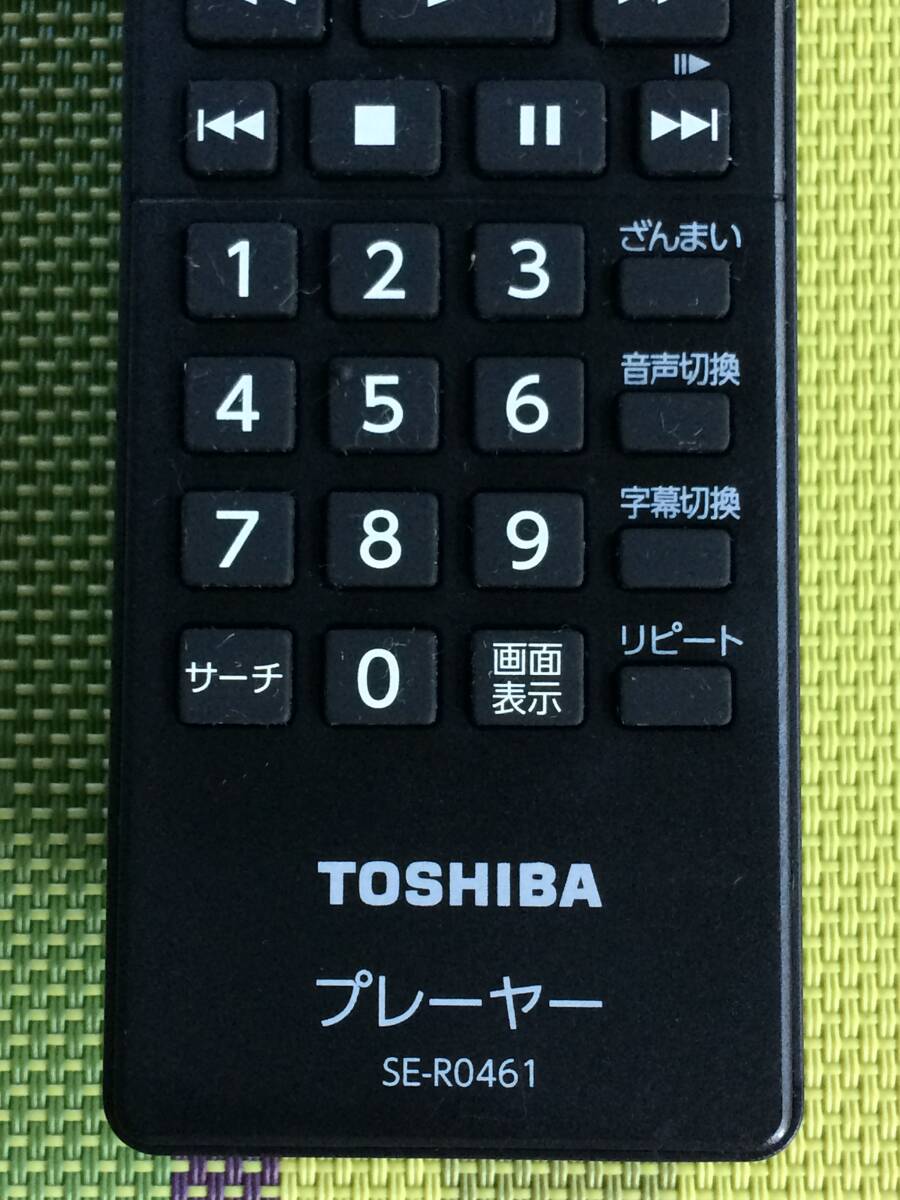 1 2 3 ざんまい
4 5 6 音声切換
7 8 9 字幕切換
サーチ 0 画面 リピート
表示
TOSHIBA
プレーヤー
SE-R0461